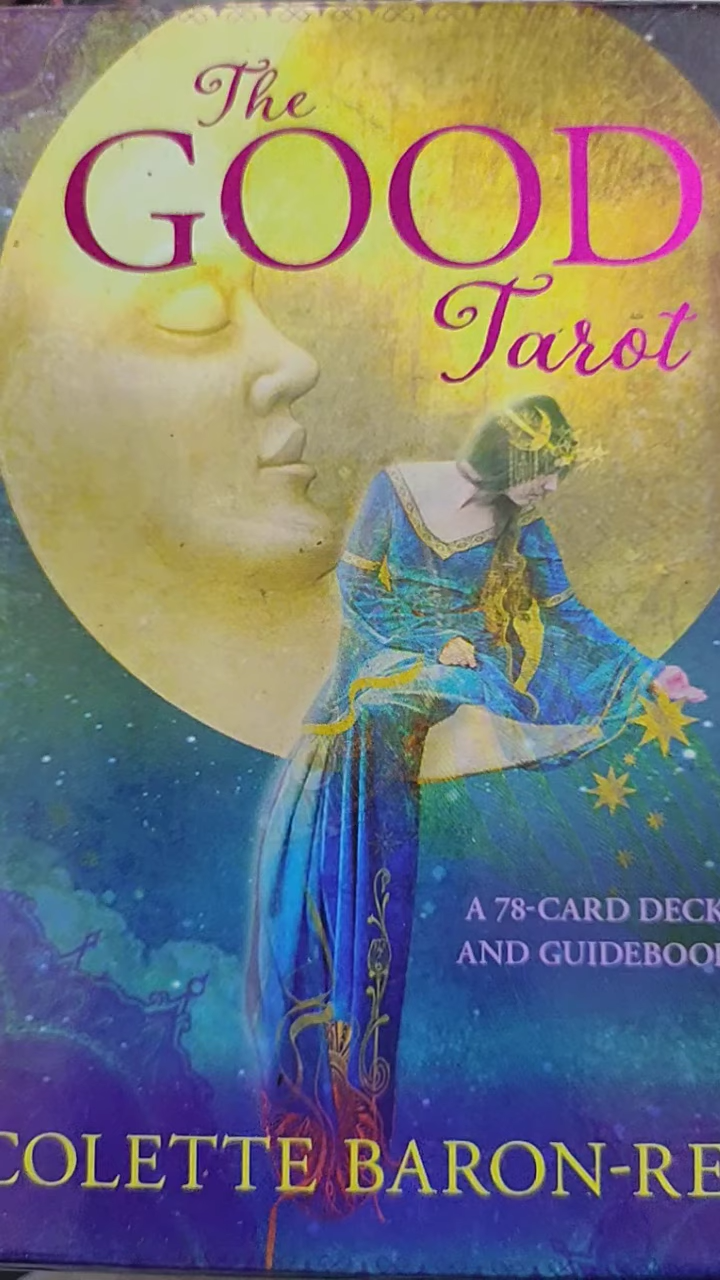 The
GOOD
Tarot
A 78-CARD DECK
AND GUIDEBOOK
COLETTE BARON-RE